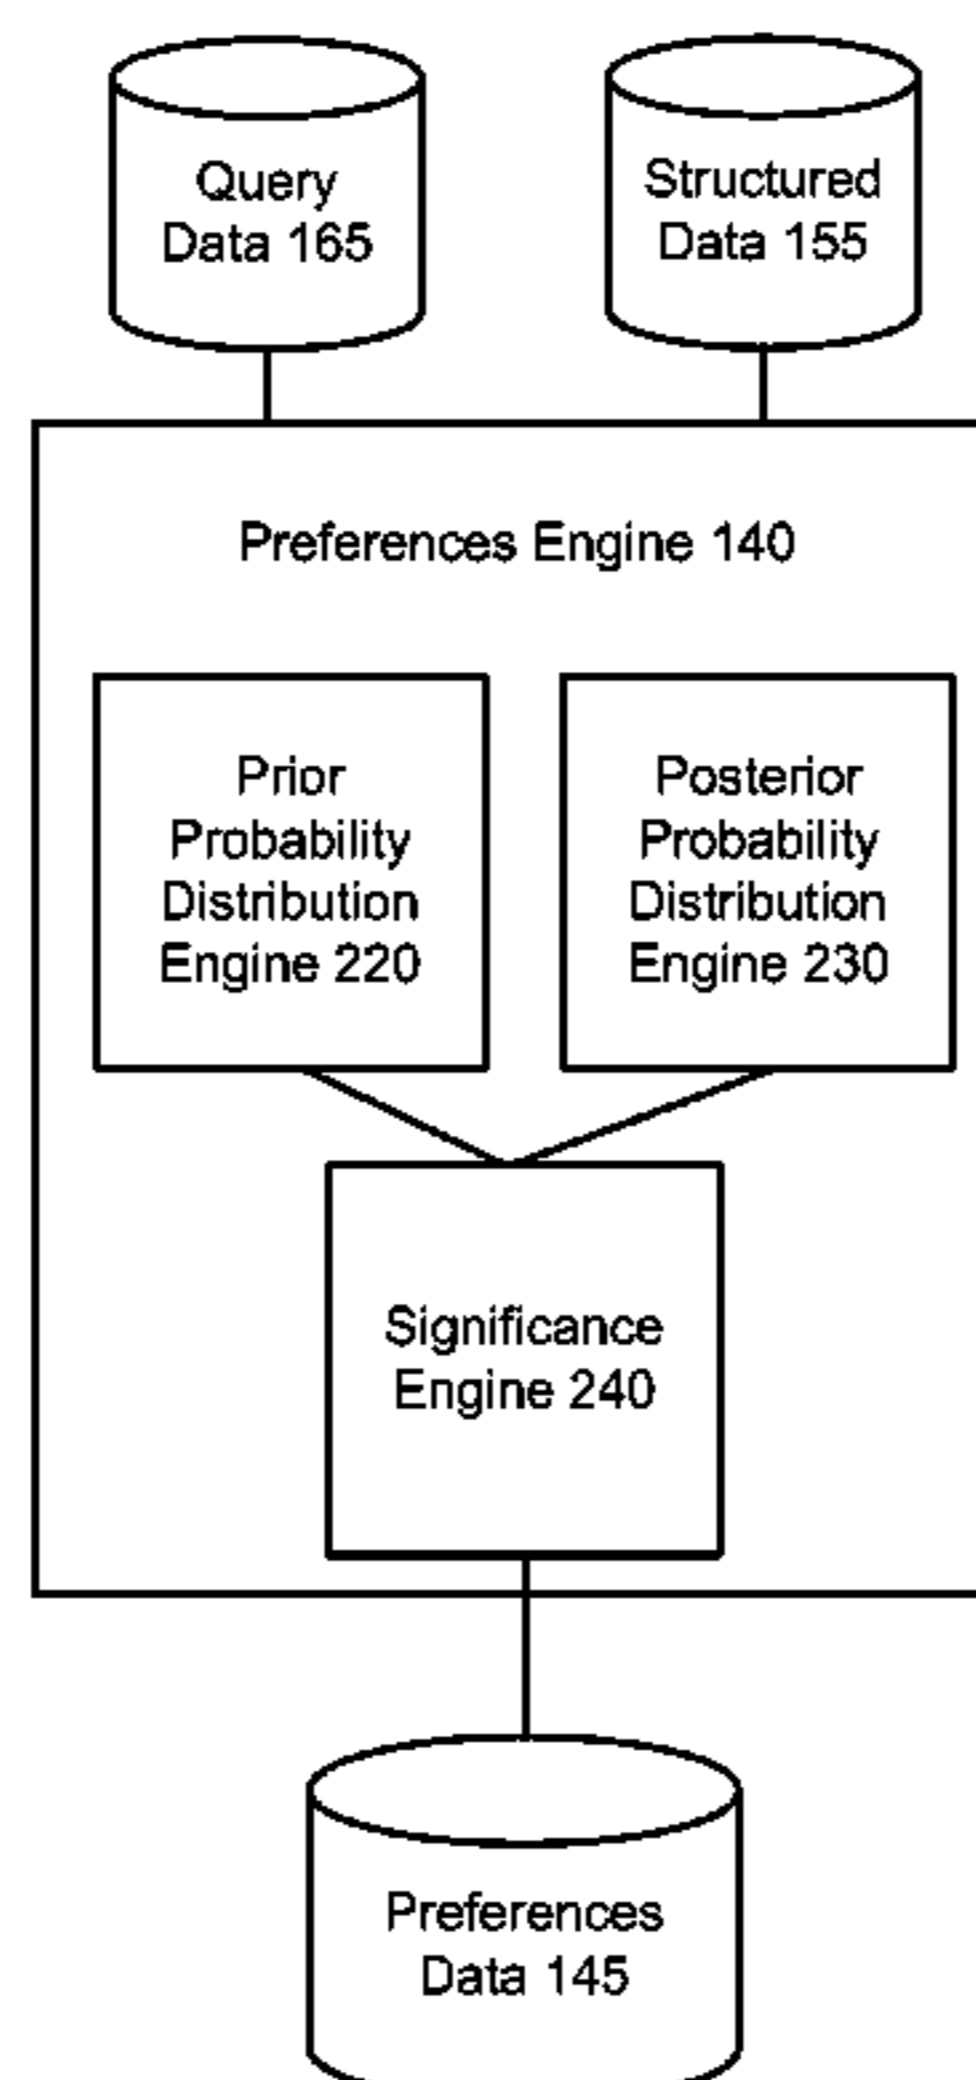 Query
Data 165
Structured
Data 155
Preferences Engine 140
Prior
Probability
Distribution
Engine 220
Posterior
Probability
Distribution
Engine 230
Significance
Engine 240
Preferences
Data 145